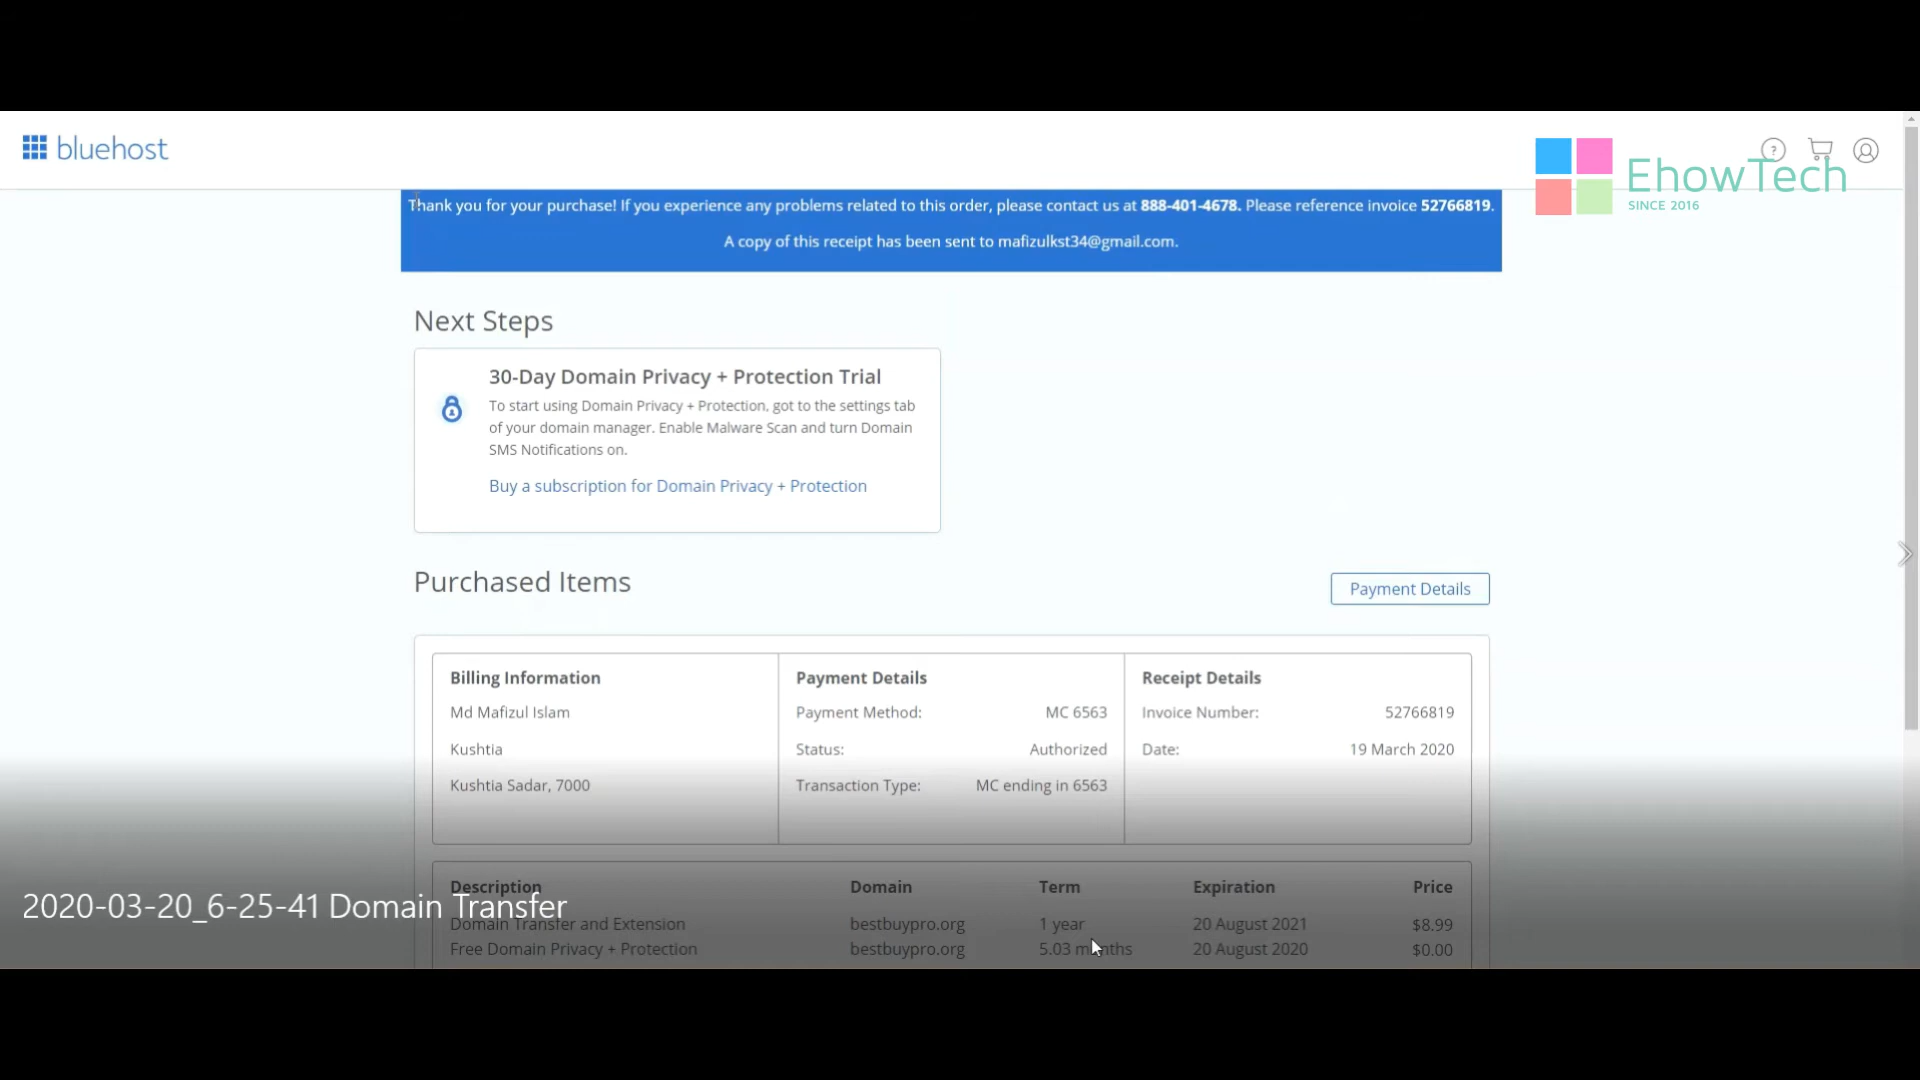 bluehost
?
EhowTech
SINCE 2016
Thank you for your purchase! If you experience any problems related to this order, please contact us at 888-401-4678. Please reference invoice 52766819.
A copy of this receipt has been sent to mafizulkst34@gmail.com.
Next Steps
30-Day Domain Privacy + Protection Trial
To start using Domain Privacy + Protection, got to the settings tab
of your domain manager. Enable Malware Scan and turn Domain
SMS Notifications on.
Buy a subscription for Domain Privacy + Protection
Purchased Items
Payment Details
Billing Information
Md Mafizul Islam
Kushtia
Kushtia Sadar, 7000
Payment Details
Payment Method: MC 6563
Status: Authorized
Transaction Type: MC ending in 6563
Receipt Details
Invoice Number: 52766819
Date: 19 March 2020
Description Domain Term Expiration Price
2020-03-20_6-25-41 Domain Transfer
Domain Transfer and Extension bestbuypro.org 1 year 20 August 2021 $8.99
Free Domain Privacy + Protection bestbuypro.org 5.03 months 20 August 2020 $0.00